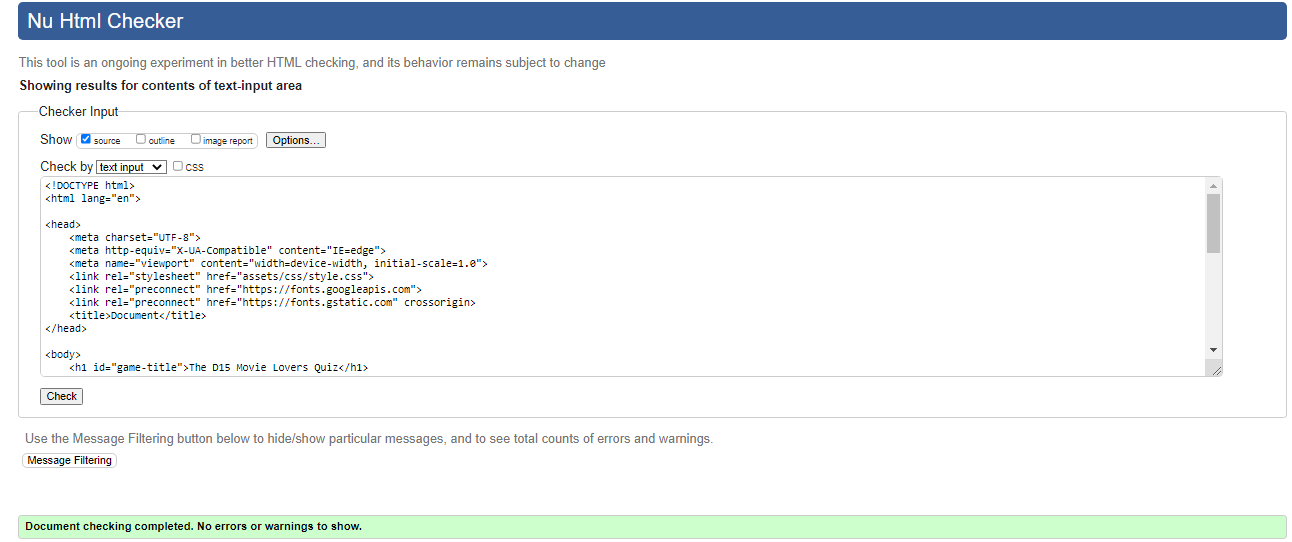 Nu Html Checker
This tool is an ongoing experiment in better HTML checking, and its behavior remains subject to change
Showing results for contents of text-input area
Checker Input
Show source outline image report Options...
Check by text input CSS
<!DOCTYPE html>
<html lang="en">
<head>
<meta charset="UTF-8">
<meta http-equiv="X-UA-Compatible" content="IE=edge">
<meta name="viewport" content="width=device-width, initial-scale=1.0">
<link rel="stylesheet" href="assets/css/style.css">
<link rel="preconnect" href="https://fonts.googleapis.com">
<link rel="preconnect" href="https://fonts.gstatic.com" crossorigin>
<title>Document</title>
</head>
<body>
<h1 id="game-title">The D15 Movie Lovers Quiz</h1>
Check
Use the Message Filtering button below to hide/show particular messages, and to see total counts of errors and warnings.
Message Filtering
Document checking completed. No errors or warnings to show.